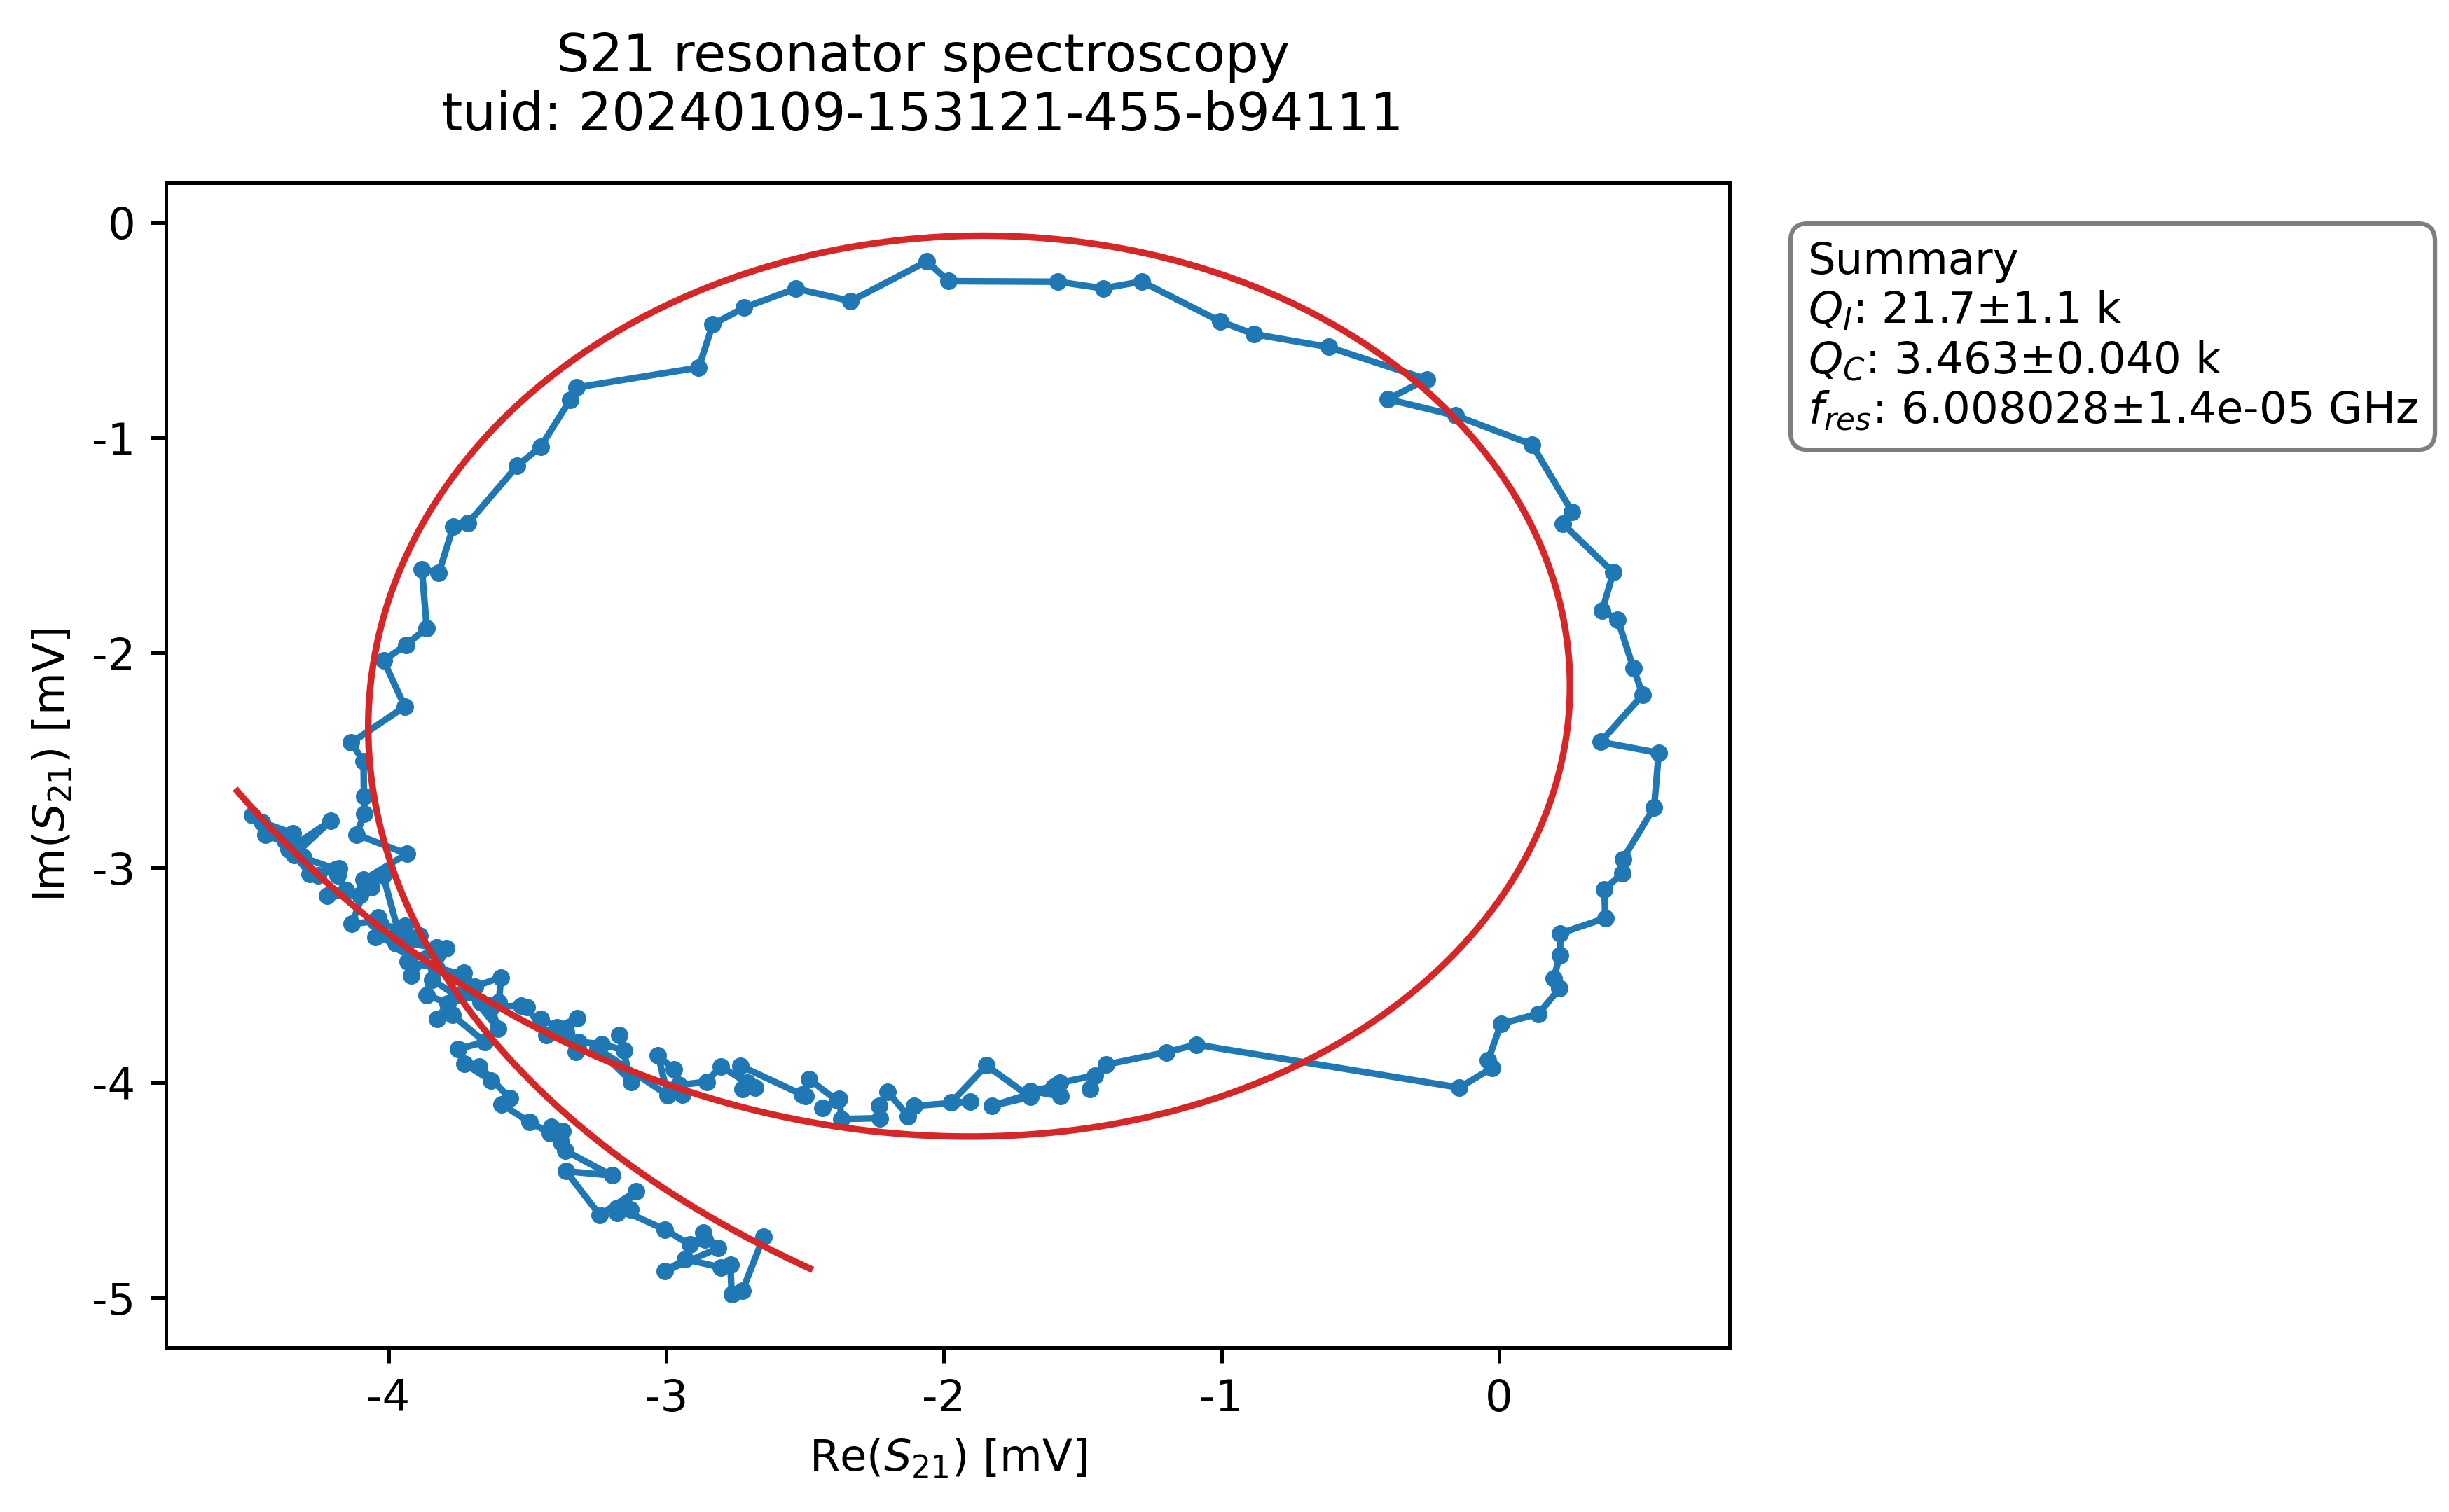 S21 resonator spectroscopy
tuid: 20240109-153121-455-b94111
0
-1
-2
-3
-4
-5
Im(S₂₁) [mV]
-4 -3 -2 -1 0
Re(S₂₁) [mV]
Summary
Qₗ: 21.7±1.1 k
Q_C: 3.463±0.040 k
fᵣₑₛ: 6.008028±1.4e-05 GHz